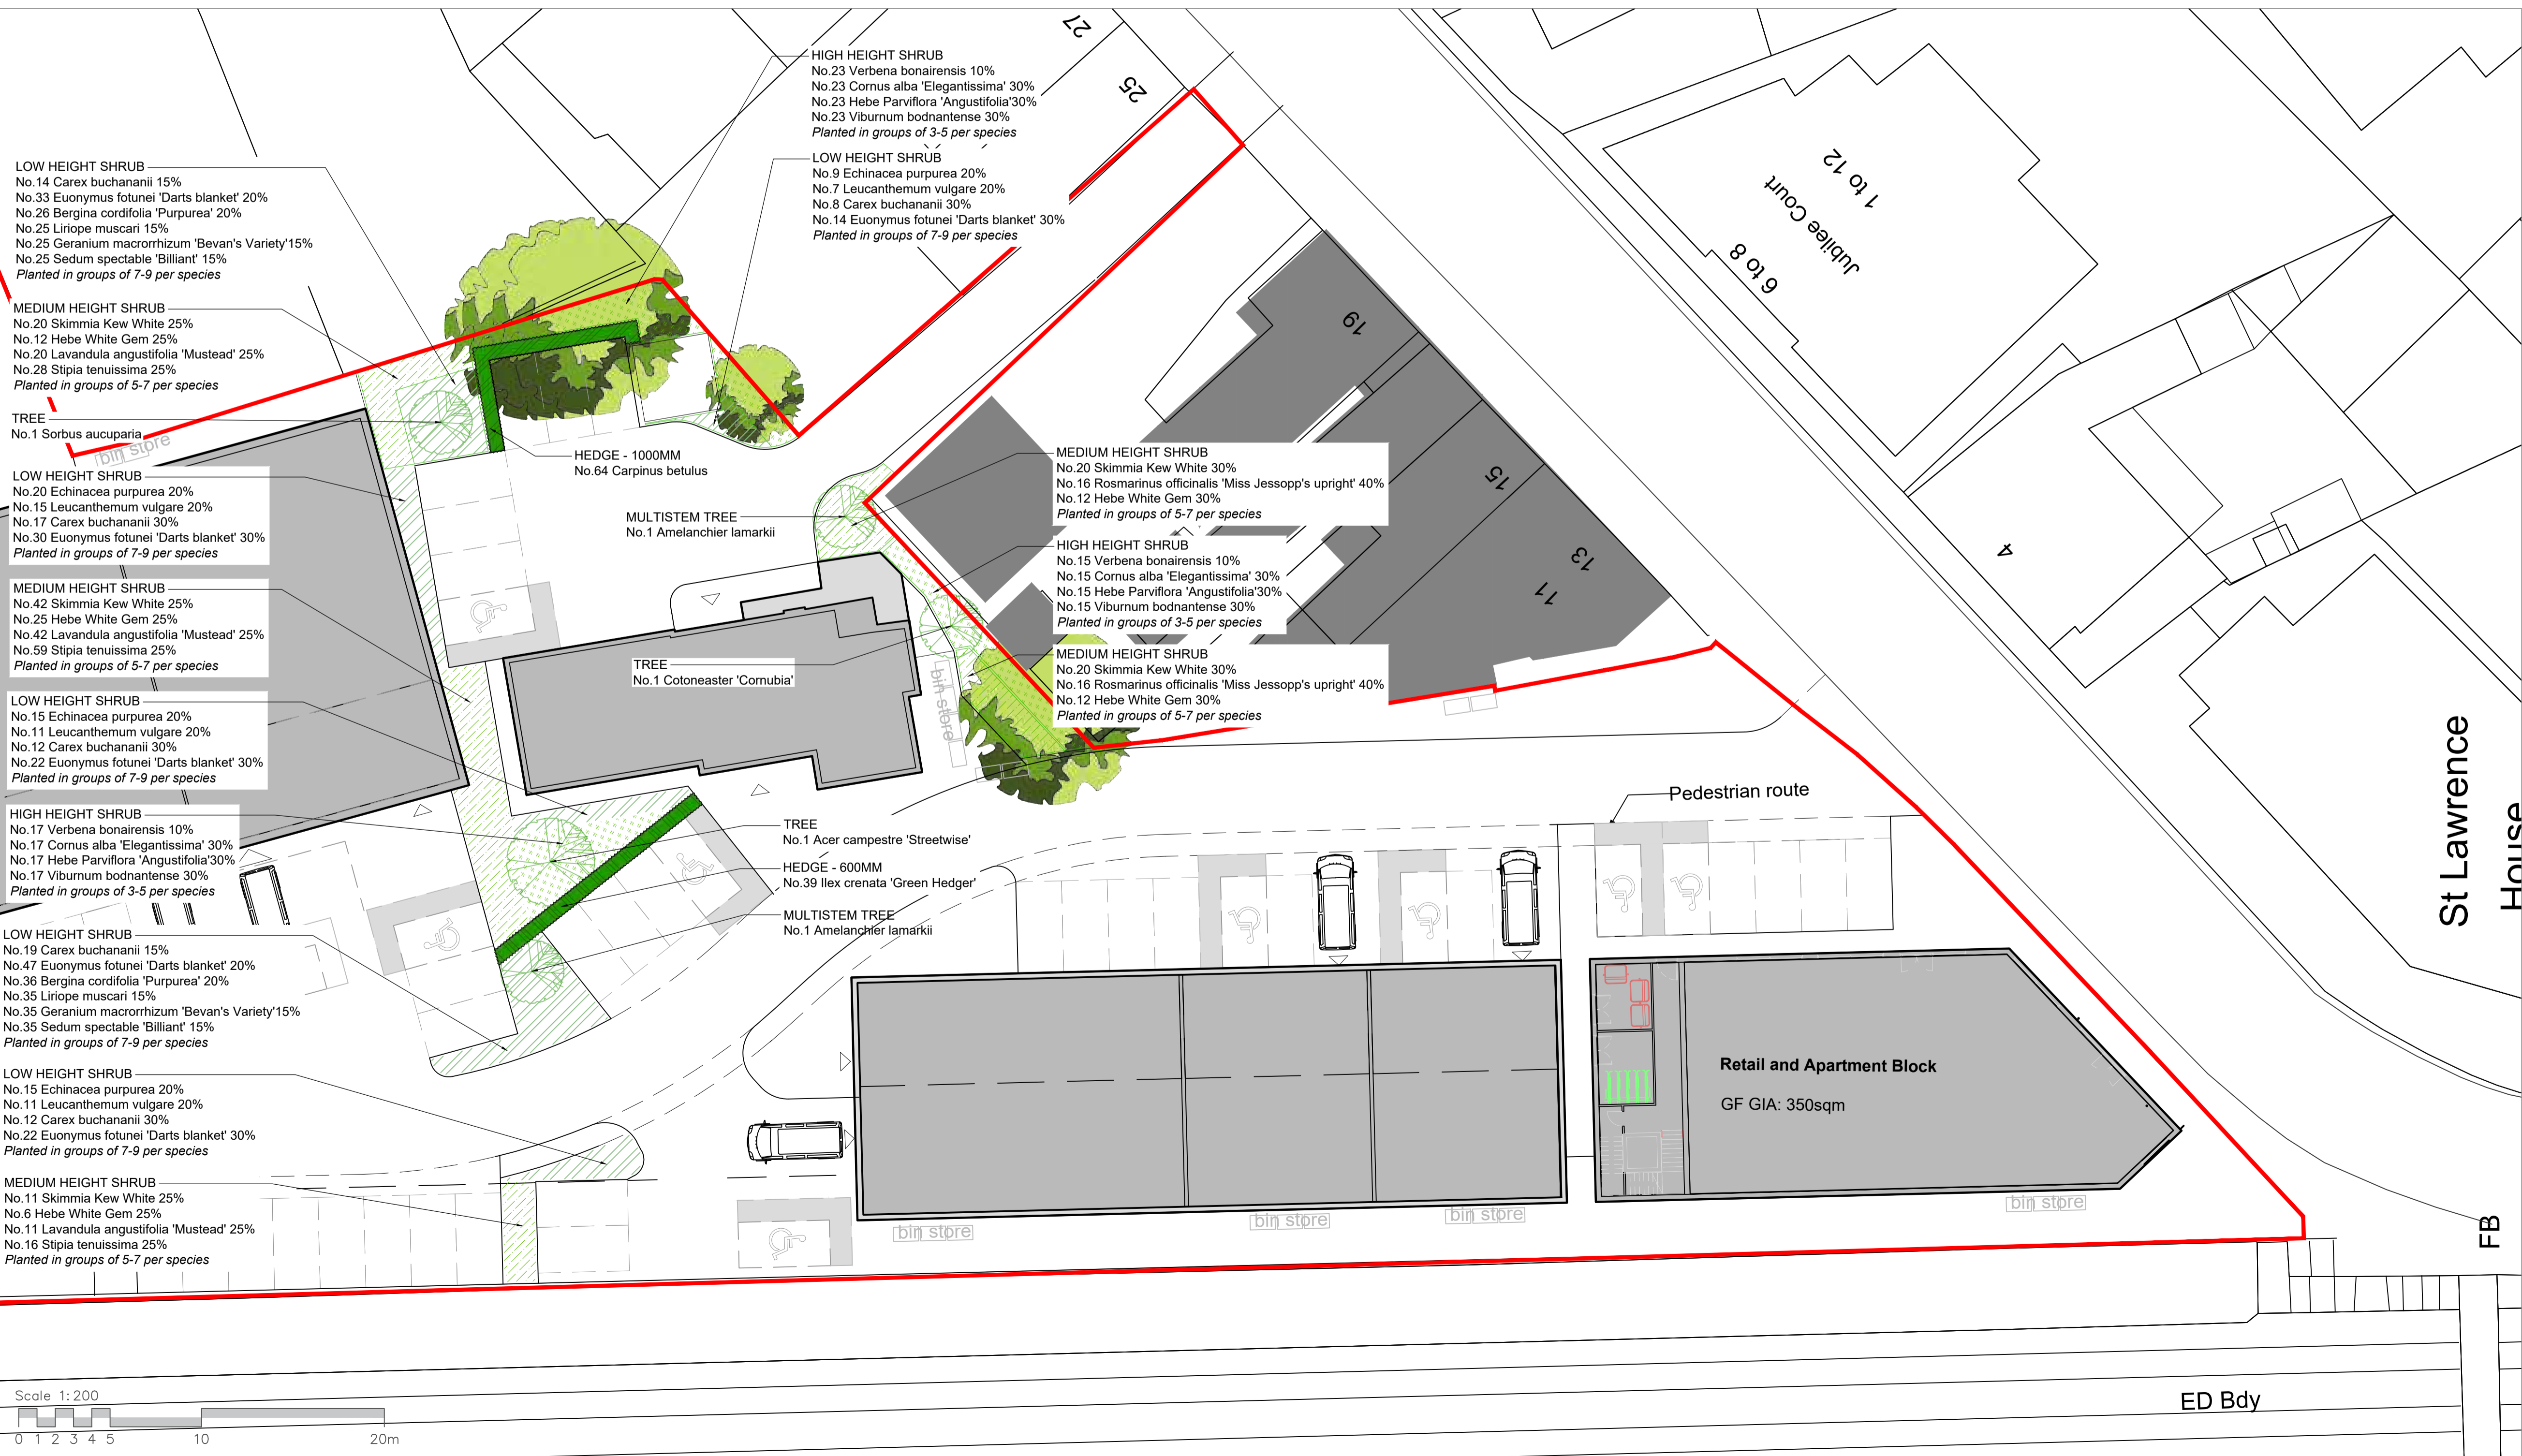 HIGH HEIGHT SHRUB
No.23 Verbena bonairensis 10%
No.23 Cornus alba 'Elegantissima' 30%
No.23 Hebe Parviflora 'Angustifolia'30%
No.23 Viburnum bodnantense 30%
Planted in groups of 3-5 per species
LOW HEIGHT SHRUB
No.9 Echinacea purpurea 20%
No.7 Leucanthemum vulgare 20%
No.8 Carex buchananii 30%
No.14 Euonymus fotunei 'Darts blanket' 30%
Planted in groups of 7-9 per species
LOW HEIGHT SHRUB
No.14 Carex buchananii 15%
No.33 Euonymus fotunei 'Darts blanket' 20%
No.26 Bergina cordifolia 'Purpurea' 20%
No.25 Liriope muscari 15%
No.25 Geranium macrorrhizum 'Bevan's Variety'15%
No.25 Sedum spectable 'Billiant' 15%
Planted in groups of 7-9 per species
MEDIUM HEIGHT SHRUB
No.20 Skimmia Kew White 25%
No.12 Hebe White Gem 25%
No.20 Lavandula angustifolia 'Mustead' 25%
No.28 Stipia tenuissima 25%
Planted in groups of 5-7 per species
TREE
No.1 Sorbus aucuparia
bin store
LOW HEIGHT SHRUB
No.20 Echinacea purpurea 20%
No.15 Leucanthemum vulgare 20%
No.17 Carex buchananii 30%
No.30 Euonymus fotunei 'Darts blanket' 30%
Planted in groups of 7-9 per species
MEDIUM HEIGHT SHRUB
No.42 Skimmia Kew White 25%
No.25 Hebe White Gem 25%
No.42 Lavandula angustifolia 'Mustead' 25%
No.59 Stipia tenuissima 25%
Planted in groups of 5-7 per species
LOW HEIGHT SHRUB
No.15 Echinacea purpurea 20%
No.11 Leucanthemum vulgare 20%
No.12 Carex buchananii 30%
No.22 Euonymus fotunei 'Darts blanket' 30%
Planted in groups of 7-9 per species
HIGH HEIGHT SHRUB
No.17 Verbena bonairensis 10%
No.17 Cornus alba 'Elegantissima' 30%
No.17 Hebe Parviflora 'Angustifolia'30%
No.17 Viburnum bodnantense 30%
Planted in groups of 3-5 per species
LOW HEIGHT SHRUB
No.19 Carex buchananii 15%
No.47 Euonymus fotunei 'Darts blanket' 20%
No.36 Bergina cordifolia 'Purpurea' 20%
No.35 Liriope muscari 15%
No.35 Geranium macrorrhizum 'Bevan's Variety'15%
No.35 Sedum spectable 'Billiant' 15%
Planted in groups of 7-9 per species
LOW HEIGHT SHRUB
No.15 Echinacea purpurea 20%
No.11 Leucanthemum vulgare 20%
No.12 Carex buchananii 30%
No.22 Euonymus fotunei 'Darts blanket' 30%
Planted in groups of 7-9 per species
MEDIUM HEIGHT SHRUB
No.11 Skimmia Kew White 25%
No.6 Hebe White Gem 25%
No.11 Lavandula angustifolia 'Mustead' 25%
No.16 Stipia tenuissima 25%
Planted in groups of 5-7 per species
HEDGE - 1000MM
No.64 Carpinus betulus
MULTISTEM TREE
No.1 Amelanchier lamarkii
MEDIUM HEIGHT SHRUB
No.20 Skimmia Kew White 30%
No.16 Rosmarinus officinalis 'Miss Jessopp's upright' 40%
No.12 Hebe White Gem 30%
Planted in groups of 5-7 per species
HIGH HEIGHT SHRUB
No.15 Verbena bonairensis 10%
No.15 Cornus alba 'Elegantissima' 30%
No.15 Hebe Parviflora 'Angustifolia'30%
No.15 Viburnum bodnantense 30%
Planted in groups of 3-5 per species
TREE
No.1 Cotoneaster 'Cornubia'
MEDIUM HEIGHT SHRUB
No.20 Skimmia Kew White 30%
No.16 Rosmarinus officinalis 'Miss Jessopp's upright' 40%
No.12 Hebe White Gem 30%
Planted in groups of 5-7 per species
bin store
TREE
No.1 Acer campestre 'Streetwise'
HEDGE - 600MM
No.39 Ilex crenata 'Green Hedger'
MULTISTEM TREE
No.1 Amelanchier lamarkii
27
25
19
15
13
11
1 to 12
Jubilee Court
6 to 8
4
St Lawrence
House
Pedestrian route
Retail and Apartment Block
GF GIA: 350sqm
bin store
bin store
bin store
bin store
FB
ED Bdy
Scale 1:200
0 1 2 3 4 5 10 20m